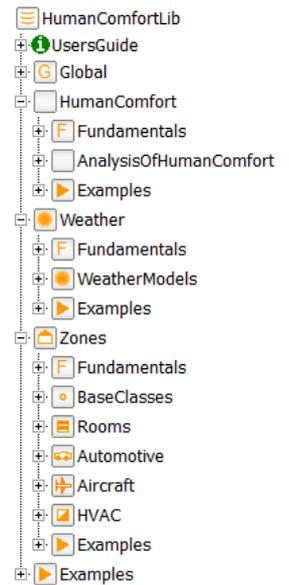 HumanComfortLib
UsersGuide
G Global
HumanComfort
F Fundamentals
AnalysisOfHumanComfort
Examples
Weather
F Fundamentals
WeatherModels
Examples
Zones
F Fundamentals
BaseClasses
Rooms
Automotive
Aircraft
HVAC
Examples
Examples